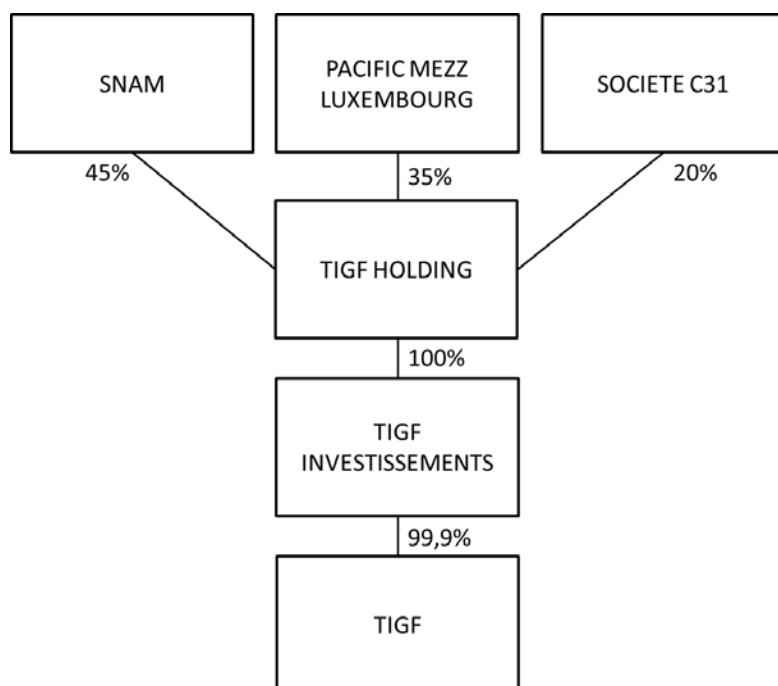 SNAM
PACIFIC MEZZ
LUXEMBOURG
SOCIETE C31
45%
35%
20%
TIGF HOLDING
100%
TIGF
INVESTISSEMENTS
99,9%
TIGF